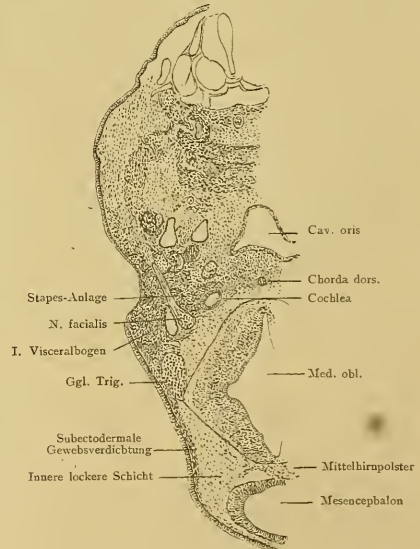 Cav. oris
Chorda dors.
Stapes-Anlage
Cochlea
N. facialis
I. Visceralbogen
Med. obl.
Ggl. Trig.
Subectodermale
Gewebsverdichtung
Mittelhirnpolster
Innere lockere Schicht
Mesencephalon